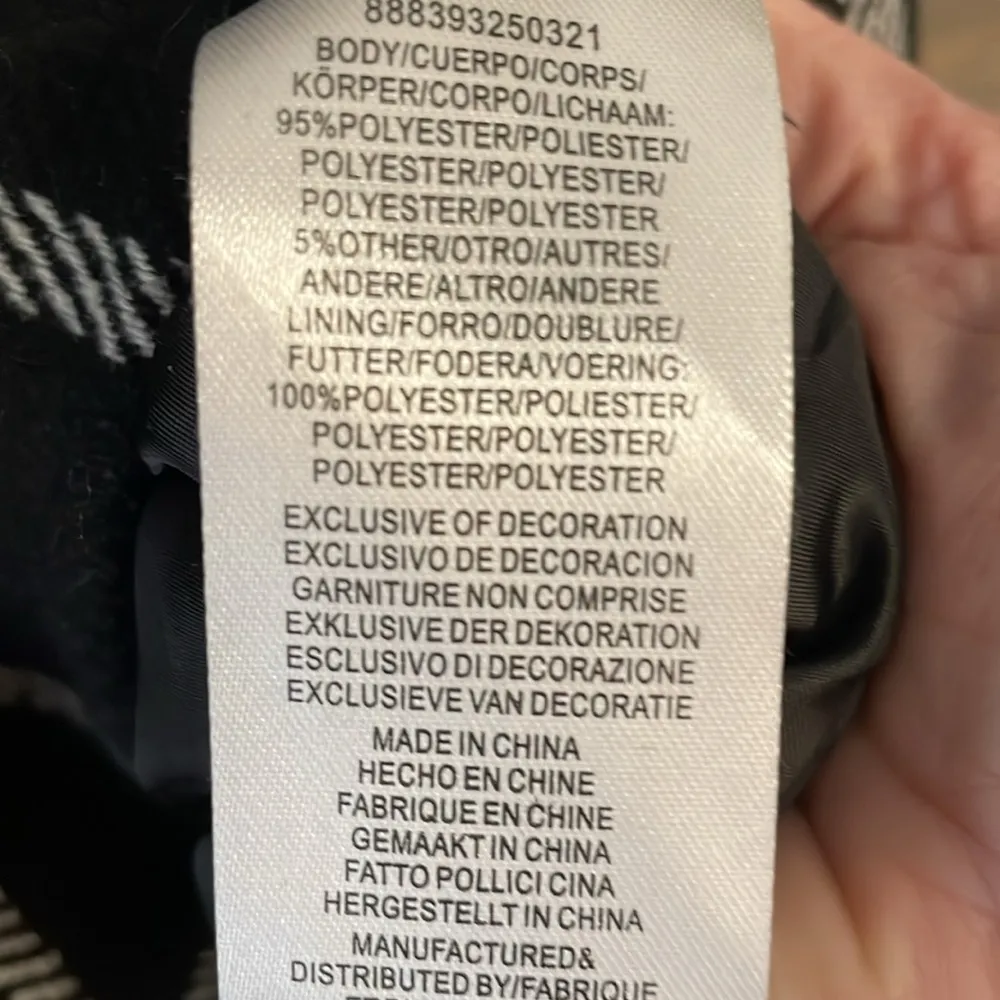 888393250321
BODY/CUERPO/CORPS/
KÖRPER/CORPO/LICHAAM:
95%POLYESTER/POLIESTER/
POLYESTER/POLYESTER/
POLYESTER/POLYESTER
5%OTHER/OTRO/AUTRES/
ANDERE/ALTRO/ANDERE
LINING/FORRO/DOUBLURE/
FUTTER/FODERA/VOERING:
100%POLYESTER/POLIESTER/
POLYESTER/POLYESTER/
POLYESTER/POLYESTER
EXCLUSIVE OF DECORATION
EXCLUSIVO DE DECORACION
GARNITURE NON COMPRISE
EXKLUSIVE DER DEKORATION
ESCLUSIVO DI DECORAZIONE
EXCLUSIEVE VAN DECORATIE
MADE IN CHINA
HECHO EN CHINE
FABRIQUE EN CHINE
GEMAAKT IN CHINA
FATTO POLLICI CINA
HERGESTELLT IN CHINA
MANUFACTURED&
DISTRIBUTED BY/FABRIQUE